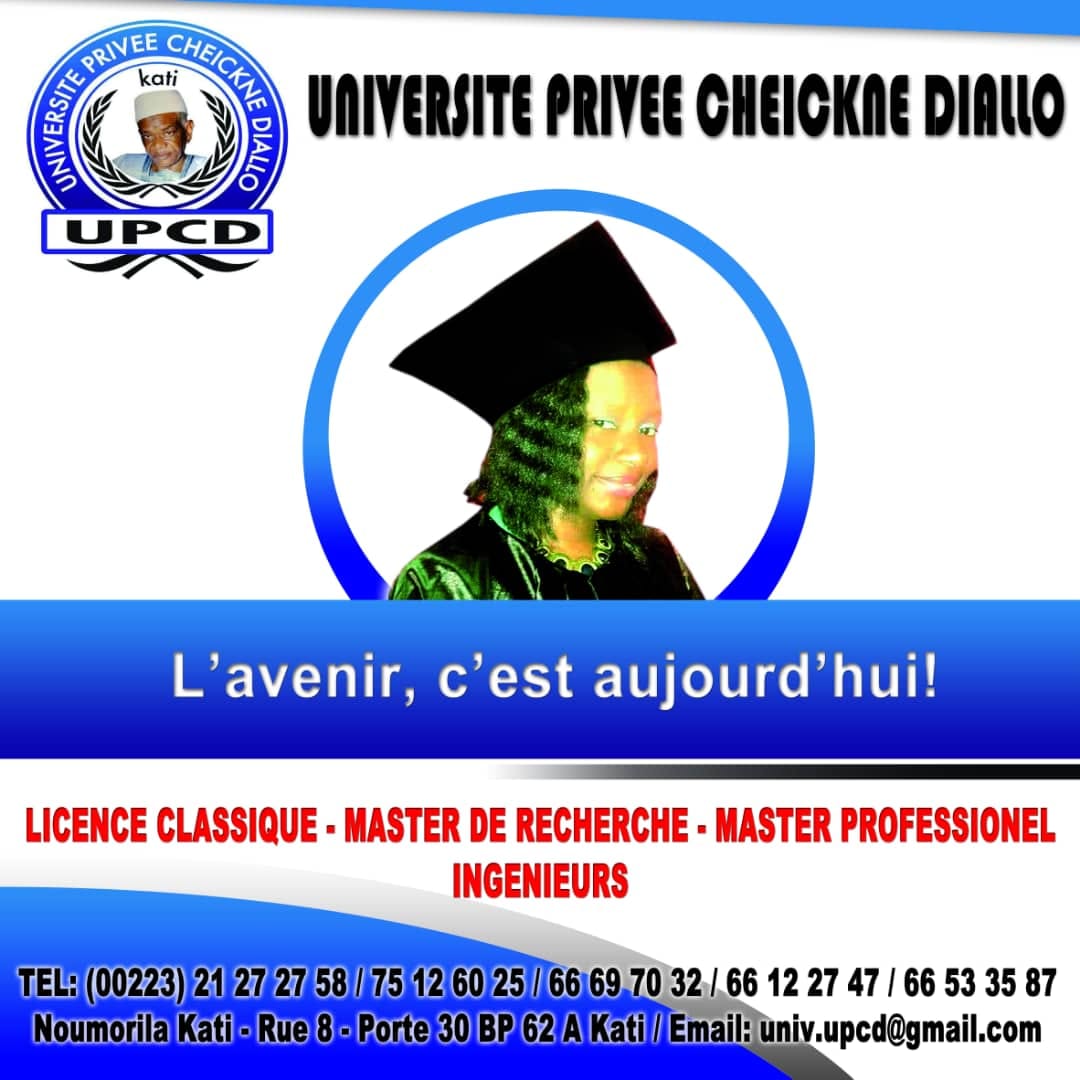 UNIVERSITE PRIVEE CHEICKNE DIALLO
kati
UPCD
UNIVERSITE PRIVEE CHEICKNE DIALLO
L'avenir, c'est aujourd'hui!
LICENCE CLASSIQUE - MASTER DE RECHERCHE - MASTER PROFESSIONEL
INGENIEURS
TEL: (00223) 21 27 27 58 / 75 12 60 25 / 66 69 70 32 / 66 12 27 47 / 66 53 35 87
Noumorila Kati - Rue 8 - Porte 30 BP 62 A Kati / Email: univ.upcd@gmail.com